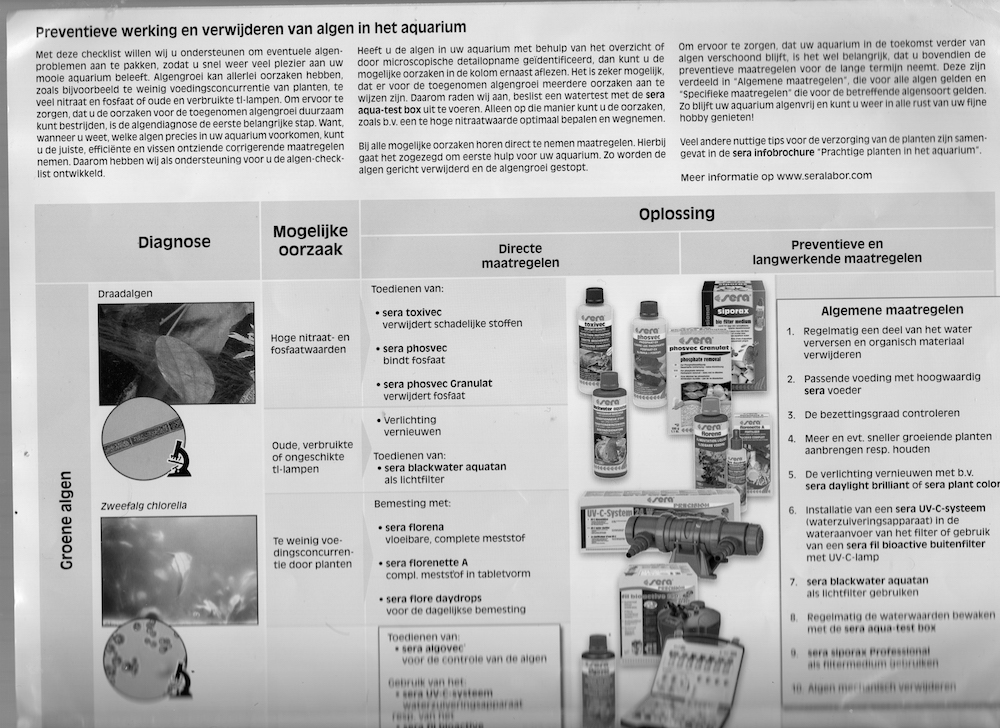 Preventieve werking en verwijderen van algen in het aquarium
Met deze checklist willen wij u ondersteunen om eventuele algen-
problemen aan te pakken, zodat u snel weer veel plezier aan uw
mooie aquarium beleeft. Algengroei kan allerlei oorzaken hebben,
zoals bijvoorbeeld te weinig voedingsconcurrentie van planten, te
veel nitraat en fosfaat of oude en verbruikte tl-lampen. Om ervoor te
zorgen, dat u de oorzaken voor de toegenomen algengroei duurzaam
kunt bestrijden, is de algendiagnose de eerste belangrijke stap. Want,
wanneer u weet, welke algen precies in uw aquarium voorkomen, kunt
u de juiste, efficiënte en vissen ontziende corrigerende maatregelen
nemen. Daarom hebben wij als ondersteuning voor u de algen-check-
list ontwikkeld.
Heeft u de algen in uw aquarium met behulp van het overzicht of
door microscopische detailopname geïdentificeerd, dan kunt u de
mogelijke oorzaken in de kolom ernaast aflezen. Het is zeker mogelijk,
dat er voor de toegenomen algengroei meerdere oorzaken aan te
wijzen zijn. Daarom raden wij aan, beslist een watertest met de sera
aqua-test box uit te voeren. Alleen op die manier kunt u de oorzaken,
zoals b.v. een te hoge nitraatwaarde optimaal bepalen en wegnemen.
Bij alle mogelijke oorzaken horen direct te nemen maatregelen. Hierbij
gaat het zogezegd om eerste hulp voor uw aquarium. Zo worden de
algen gericht verwijderd en de algengroei gestopt.
Om ervoor te zorgen, dat uw aquarium in de toekomst verder van
algen verschoond blijft, is het wel belangrijk, dat u bovendien de
preventieve maatregelen voor de lange termijn neemt. Deze zijn
verdeeld in "Algemene maatregelen", die voor alle algen gelden en
"Specifieke maatregelen" die voor de betreffende algensoort gelden.
Zo blijft uw aquarium algenvrij en kunt u weer in alle rust van uw fijne
hobby genieten!
Veel andere nuttige tips voor de verzorging van de planten zijn samen-
gevat in de sera infobrochure "Prachtige planten in het aquarium".
Meer informatie op www.seralabor.com
Diagnose
Mogelijke
oorzaak
Oplossing
Directe
maatregelen
Preventieve en
langwerkende maatregelen
Groene algen
Draadalgen
Zweefalg chlorella
Hoge nitraat- en
fosfaatwaarden
Oude, verbruikte
of ongeschikte
tl-lampen
Te weinig voe-
dingsconcurren-
tie door planten
Toedienen van:
• sera toxivec
verwijdert schadelijke stoffen
• sera phosvec
bindt fosfaat
• sera phosvec Granulat
verwijdert fosfaat
• Verlichting
vernieuwen
Toedienen van:
• sera blackwater aquatan
als lichtfilter
Bemesting met:
• sera florena
vloeibare, complete meststof
• sera florenette A
compl. meststof in tabletvorm
• sera flore daydrops
voor de dagelijkse bemesting
Toedienen van:
• sera algovec
voor de controle van de algen
Gebruik van het:
• sera UV-C-systeem
waterzuiveringsapparaat
resp. van het
• sera fil bioactive
sera
toxivec
sera
phosvec
sera
siporax
bio filter medium
sera
phosvec Granulat
phosphate removal
sera
sera
florena
sera
UV-C-System
PRECISION
sera
PRECISION
sera
Algemene maatregelen
1. Regelmatig een deel van het water
verversen en organisch materiaal
verwijderen
2. Passende voeding met hoogwaardig
sera voeder
3. De bezettingsgraad controleren
4. Meer en evt. sneller groeiende planten
aanbrengen resp. houden
5. De verlichting vernieuwen met b.v.
sera daylight brilliant of sera plant color
6. Installatie van een sera UV-C-systeem
(waterzuiveringsapparaat) in de
wateraanvoer van het filter of gebruik
van een sera fil bioactive buitenfilter
met UV-C-lamp
7. sera blackwater aquatan
als lichtfilter gebruiken
8. Regelmatig de waterwaarden bewaken
met de sera aqua-test box
9. sera siporax Professional
als filtermedium gebruiken
10. Algen mechanisch verwijderen